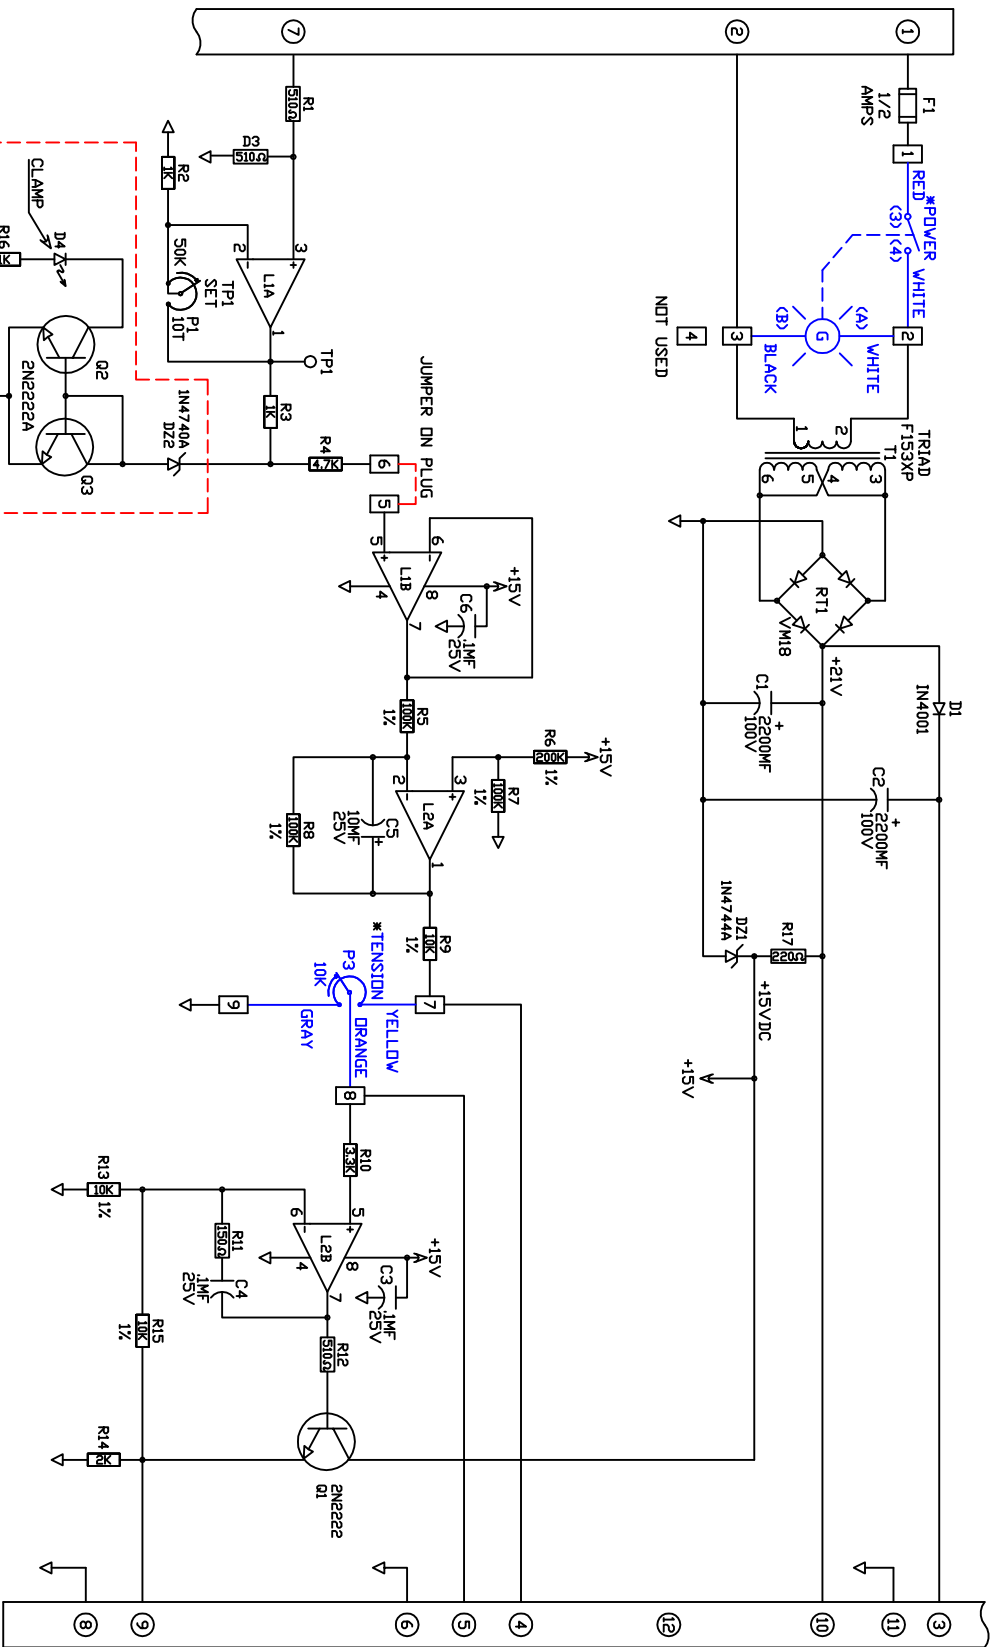 1
F1
1/2
AMPS
1
RED
*POWER
(3)
(4)
WHITE
2
WHITE
(A)
G
(B)
BLACK
2
3
4
NOT USED
TRIAD
F153XP
T1
2
1
3
4
5
6
RT1
VM18
+21V
D1
IN4001
C1
+
2200MF
100V
C2
+
2200MF
100V
DZ1
1N4744A
R17
220Ω
+15VDC
+15V
3
11
10
12
7
R1
510Ω
D3
510Ω
R2
1K
3
+
2
-
L1A
1
50K
TP1
SET
P1
10T
TP1
R3
1K
R4
4.7K
JUMPER ON PLUG
6
5
6
-
5
+
L1B
8
4
7
+15V
C6
.1MF
25V
R5
100K
1%
R6
200K
1%
+15V
R7
100K
1%
3
+
2
-
L2A
1
C5
+
10MF
25V
R8
100K
1%
R9
10K
1%
7
*TENSION
P3
10K
YELLOW
ORANGE
GRAY
9
8
R10
3.3K
5
+
6
-
L2B
8
4
7
+15V
C3
.1MF
25V
R11
150Ω
C4
.1MF
25V
R12
510Ω
Q1
2N2222
R13
10K
1%
R15
10K
1%
R14
2K
4
5
6
9
8
CLAMP
D4
R16
1K
Q2
2N2222A
Q3
1N4740A
DZ2